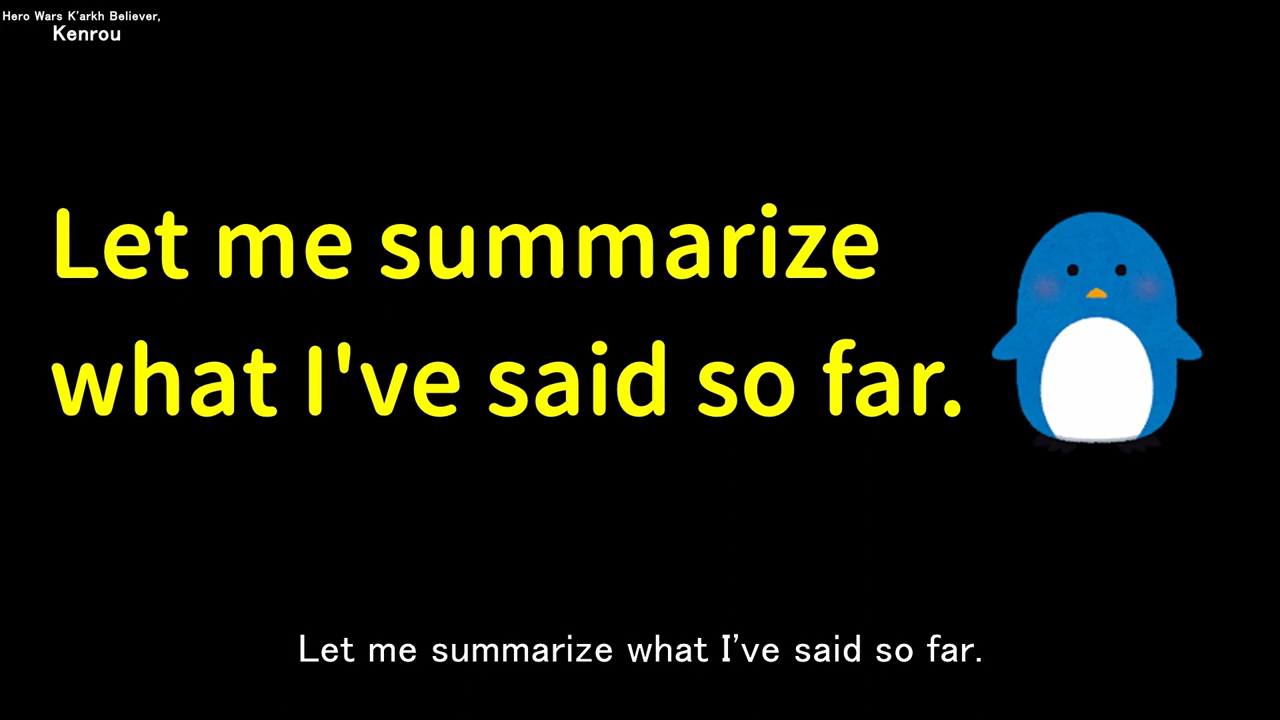 Hero Wars K'arkh Believer,
Kenrou
Let me summarize
what I've said so far.
Let me summarize what I’ve said so far.